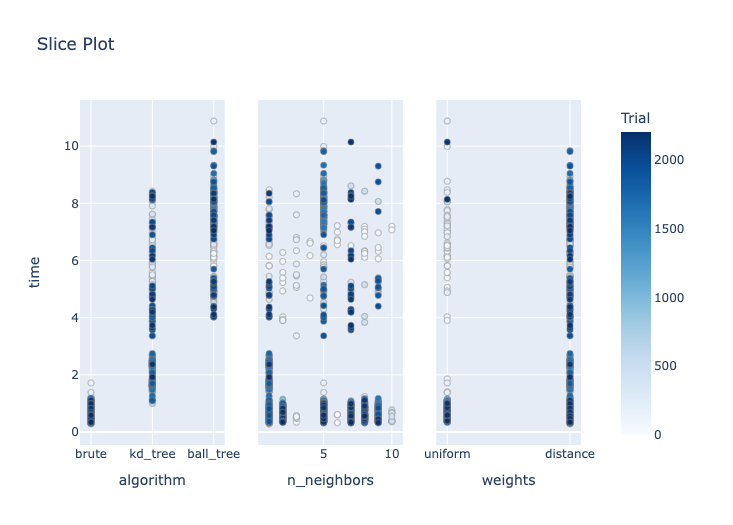 Slice Plot
Trial
10
8
6
4
2
0
time
2000
1500
1000
500
0
brute kd_tree ball_tree
5 10
uniform distance
algorithm
n_neighbors
weights